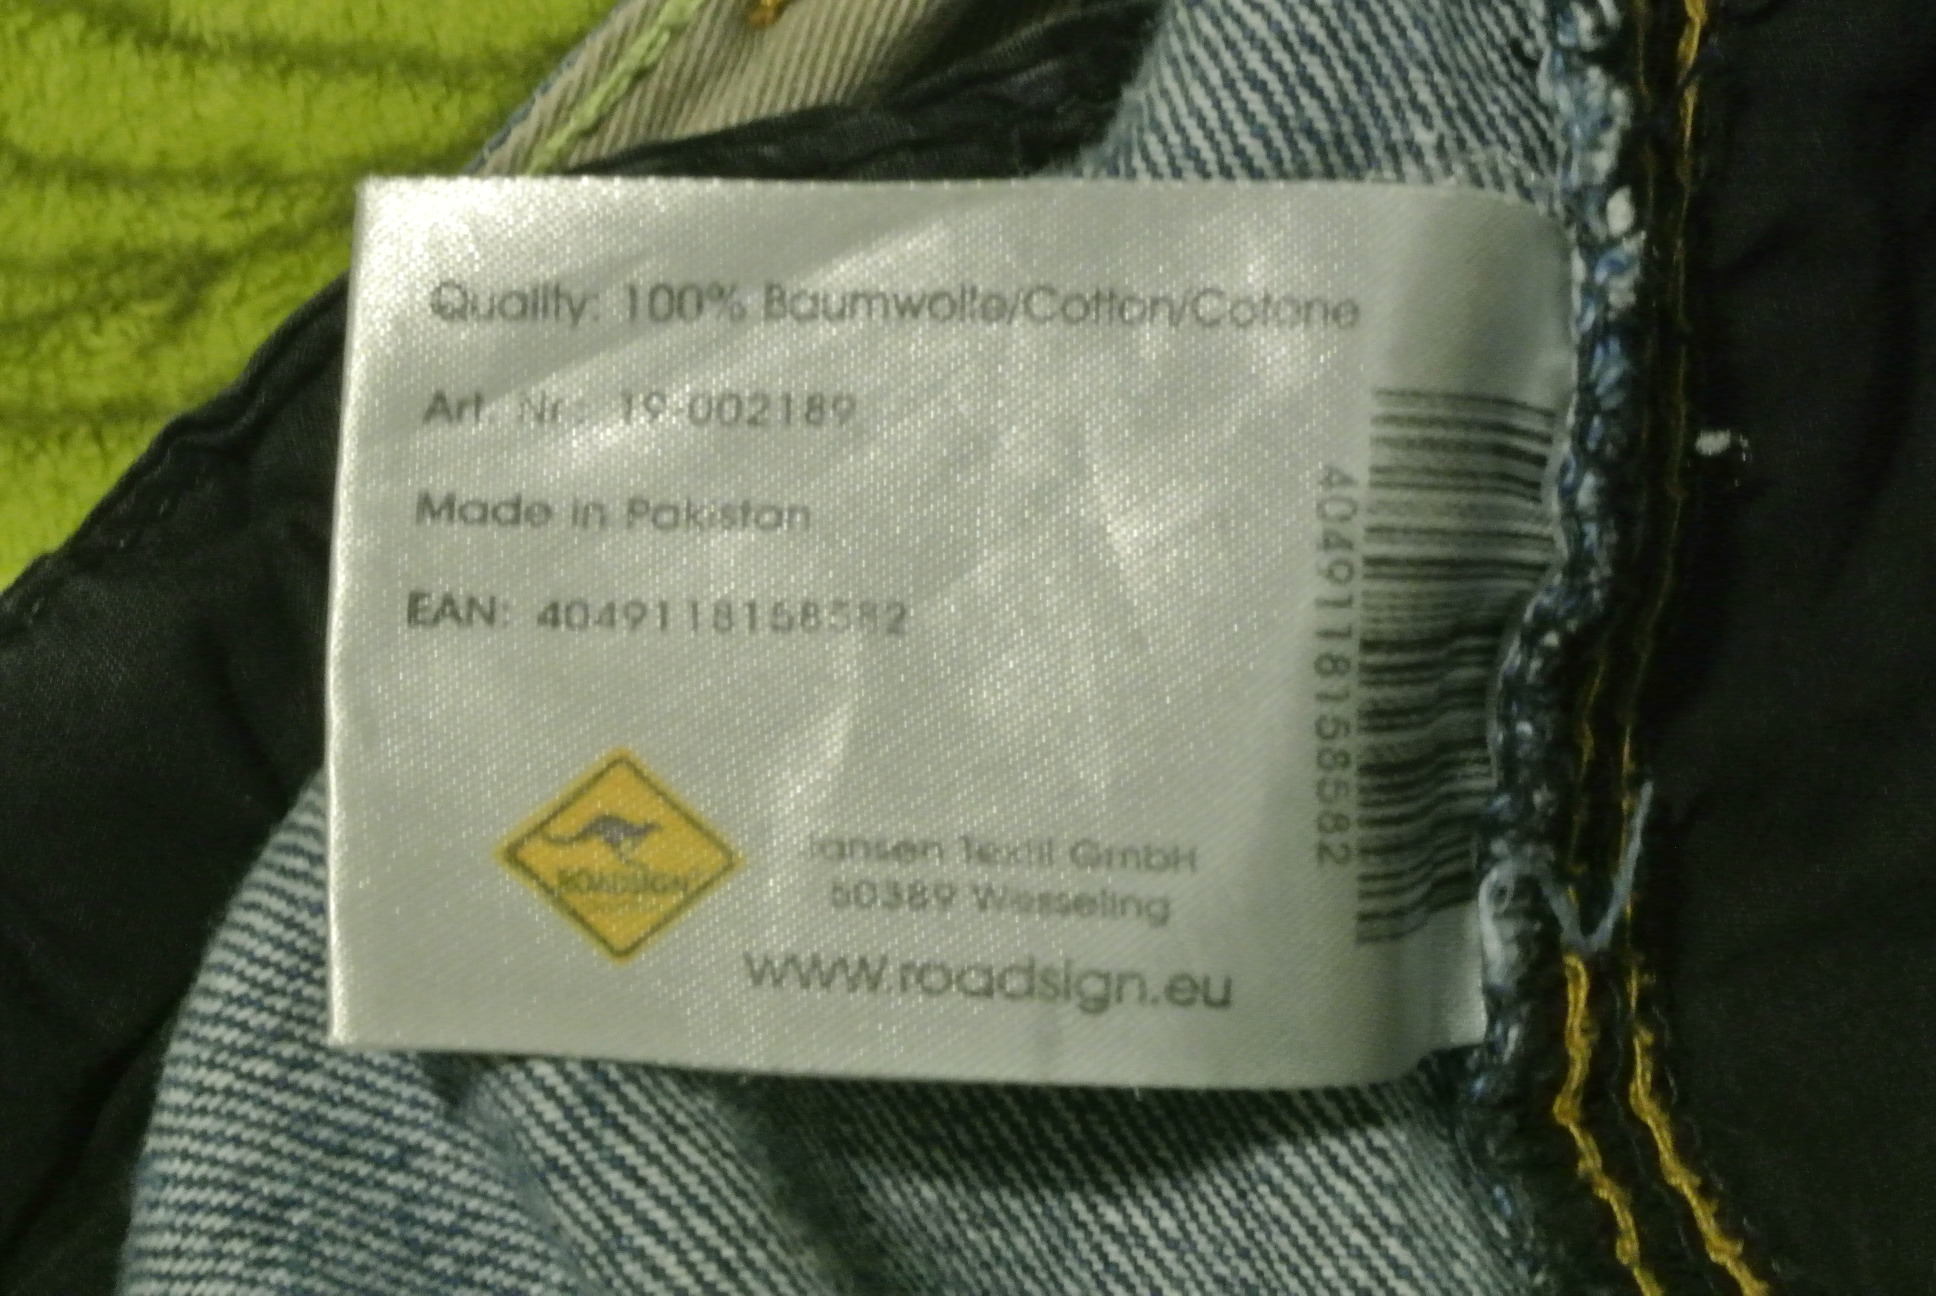 Quality: 100% Baumwolle/Cotton/Cotone
Art. Nr.: 19-002189
Made in Pakistan
EAN: 4049118158582
4049118158582
ROADSIGN
Jansen Textil GmbH
50389 Wesseling
www.roadsign.eu